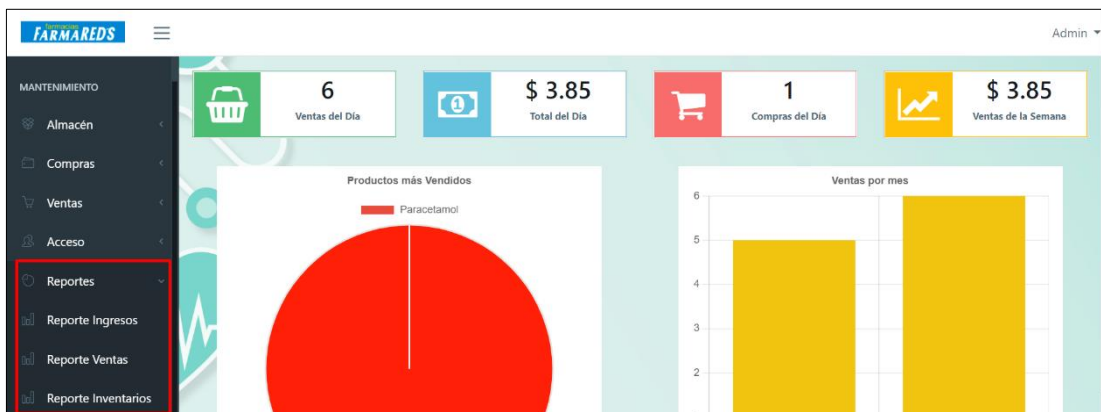 farmacias
FARMARED'S
Admin
MANTENIMIENTO
Almacén
Compras
Ventas
Acceso
Reportes
Reporte Ingresos
Reporte Ventas
Reporte Inventarios
6
Ventas del Día
1
$ 3.85
Total del Día
1
Compras del Día
$ 3.85
Ventas de la Semana
Productos más Vendidos
Paracetamol
Ventas por mes
6
5
4
3
2